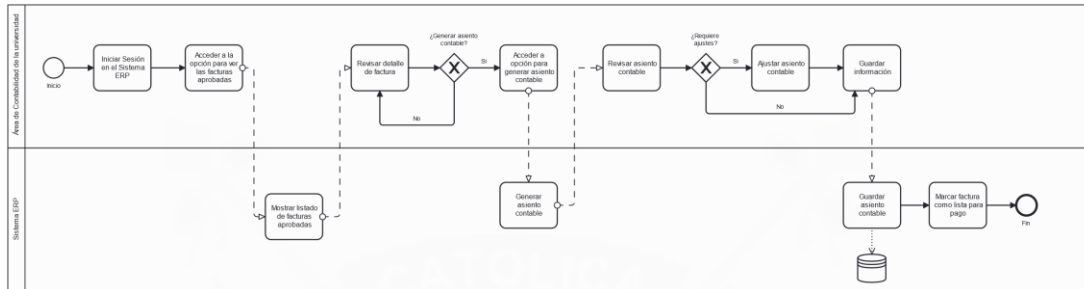 Área de Contabilidad de la universidad
Inicio
Iniciar Sesión
en el Sistema
ERP
Acceder a la
opción para ver
las facturas
aprobadas
Revisar detalle
de factura
¿Generar asiento
contable?
Si
No
Acceder a
opción para
generar asiento
contable
Revisar asiento
contable
¿Requiere
ajustes?
Si
No
Ajustar asiento
contable
Guardar
información
Sistema ERP
Mostrar listado
de facturas
aprobadas
Generar
asiento
contable
Guardar
asiento
contable
Marcar factura
como lista para
pago
Fin
CATOLICA